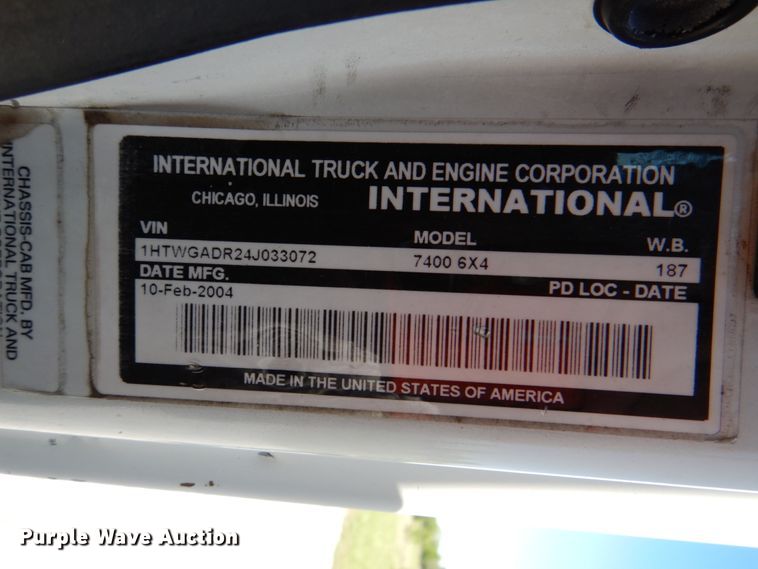 INTERNATIONAL TRUCK AND ENGINE CORPORATION
CHICAGO, ILLINOIS INTERNATIONAL®
VIN MODEL W.B.
1HTWGADR24J033072 7400 6X4 187
DATE MFG. PD LOC - DATE
10-Feb-2004
MADE IN THE UNITED STATES OF AMERICA
CHASSIS-CAB MFD. BY
INTERNATIONAL TRUCK AND
Purple Wave Auction